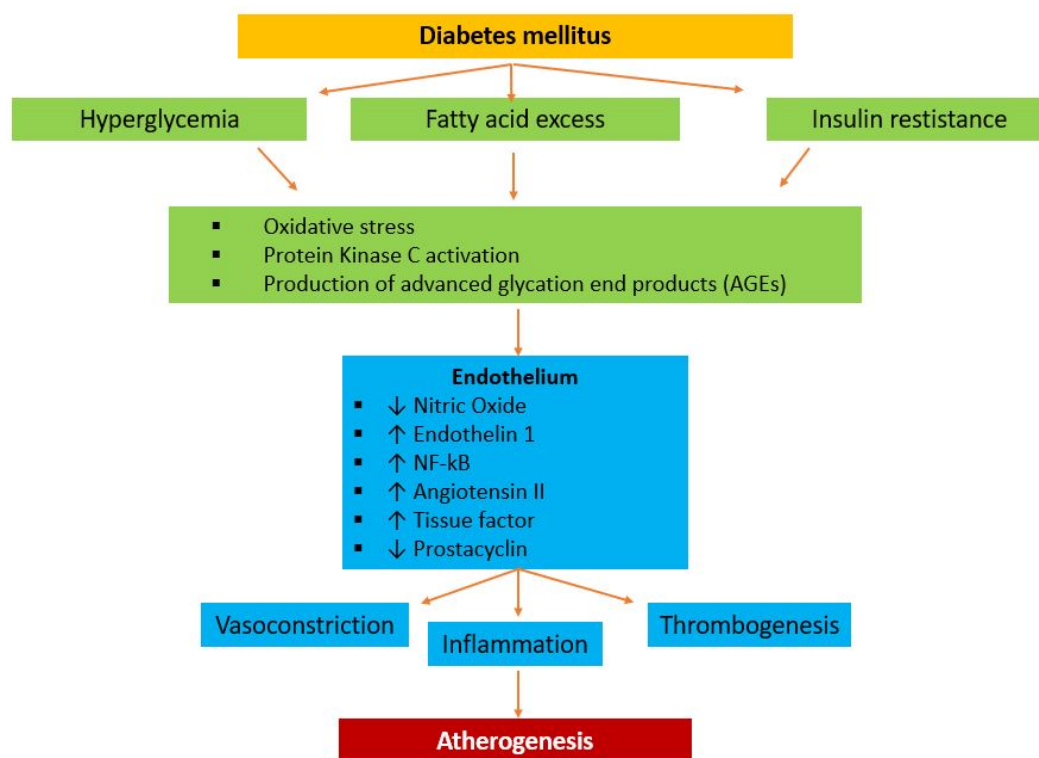 Diabetes mellitus
Hyperglycemia
Fatty acid excess
Insulin restistance
▪ Oxidative stress
▪ Protein Kinase C activation
▪ Production of advanced glycation end products (AGEs)
Endothelium
▪ ↓ Nitric Oxide
▪ ↑ Endothelin 1
▪ ↑ NF-kB
▪ ↑ Angiotensin II
▪ ↑ Tissue factor
▪ ↓ Prostacyclin
Vasoconstriction
Inflammation
Thrombogenesis
Atherogenesis